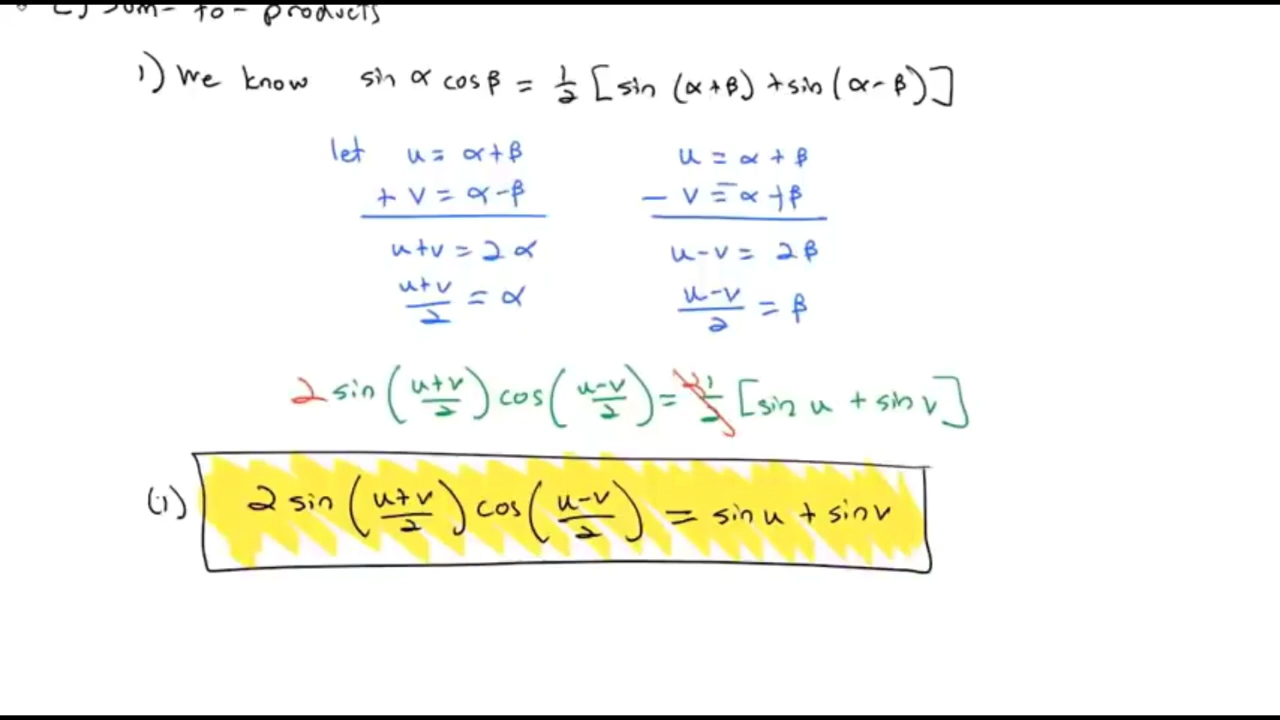 sum-to-products
1) We know sin α cos β = 1/2 [sin (α+β) + sin (α-β)]
let u = α+β u = α + β
+ v = α-β - v = α + β
u+v = 2α u-v = 2β
(u+v)/2 = α (u-v)/2 = β
2 sin((u+v)/2) cos((u-v)/2) = 2 1/2 [sin u + sin v]
(1) 2 sin((u+v)/2) cos((u-v)/2) = sin u + sin v